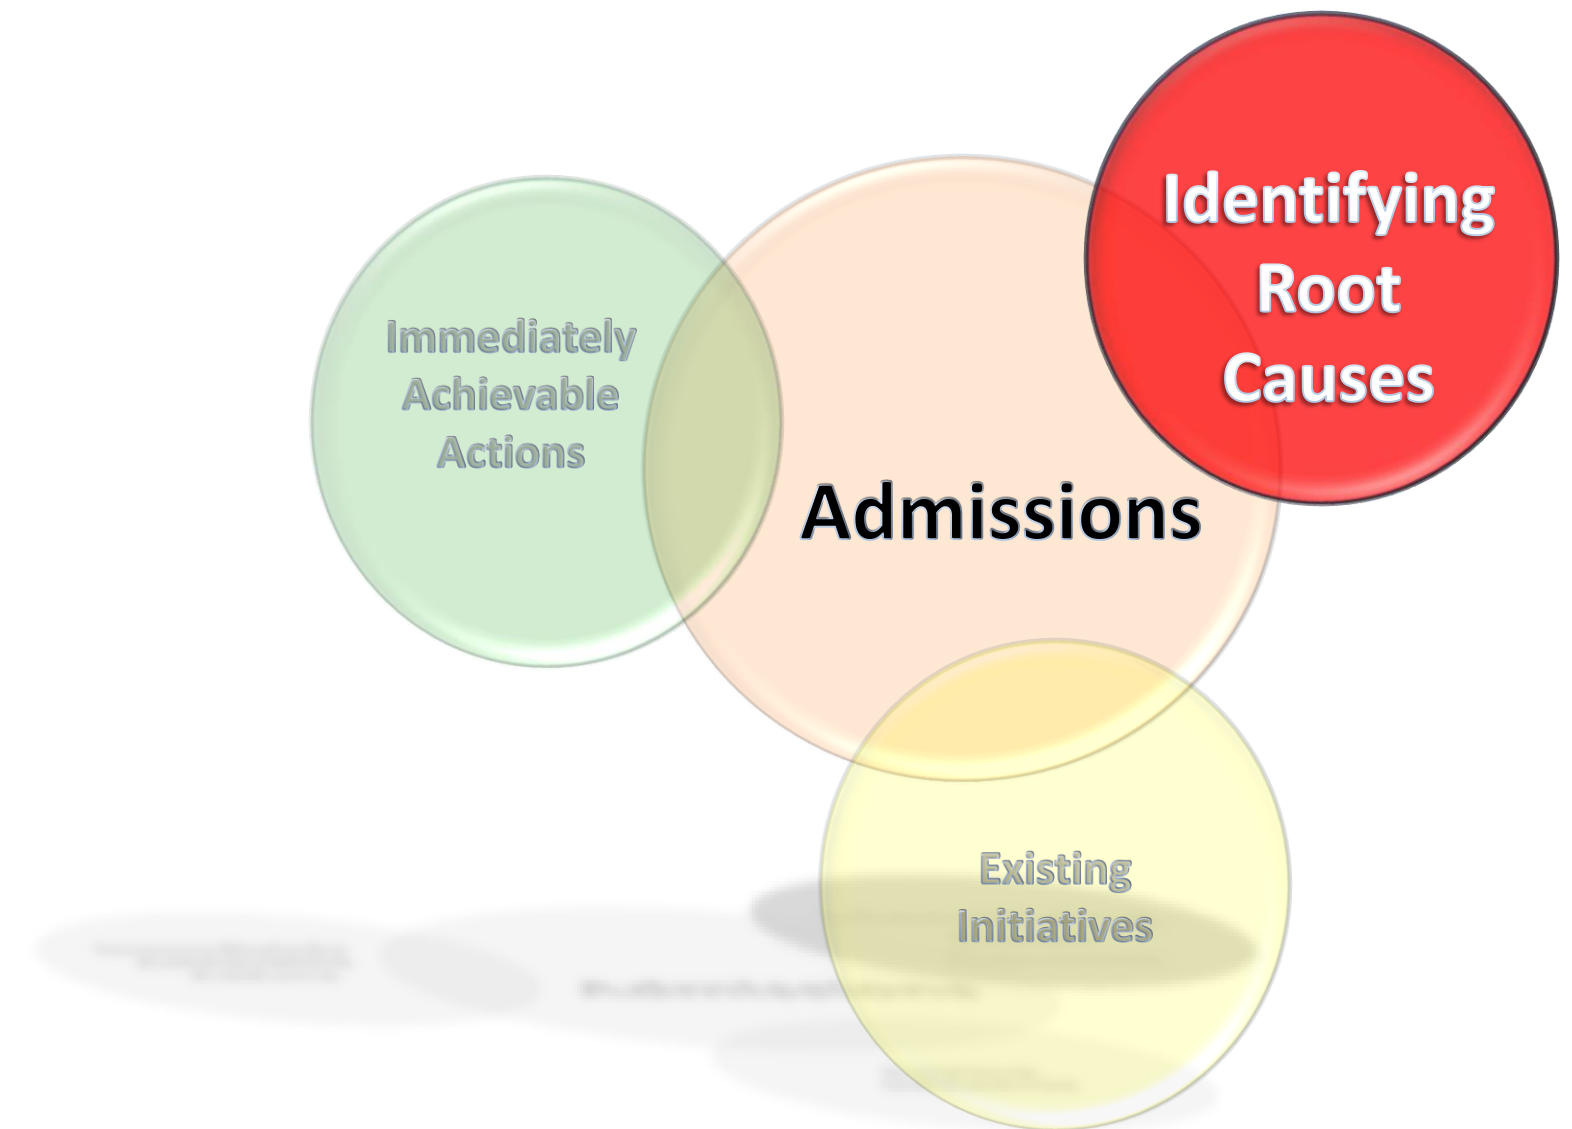 Identifying
Root
Causes
Immediately
Achievable
Actions
Admissions
Existing
Initiatives